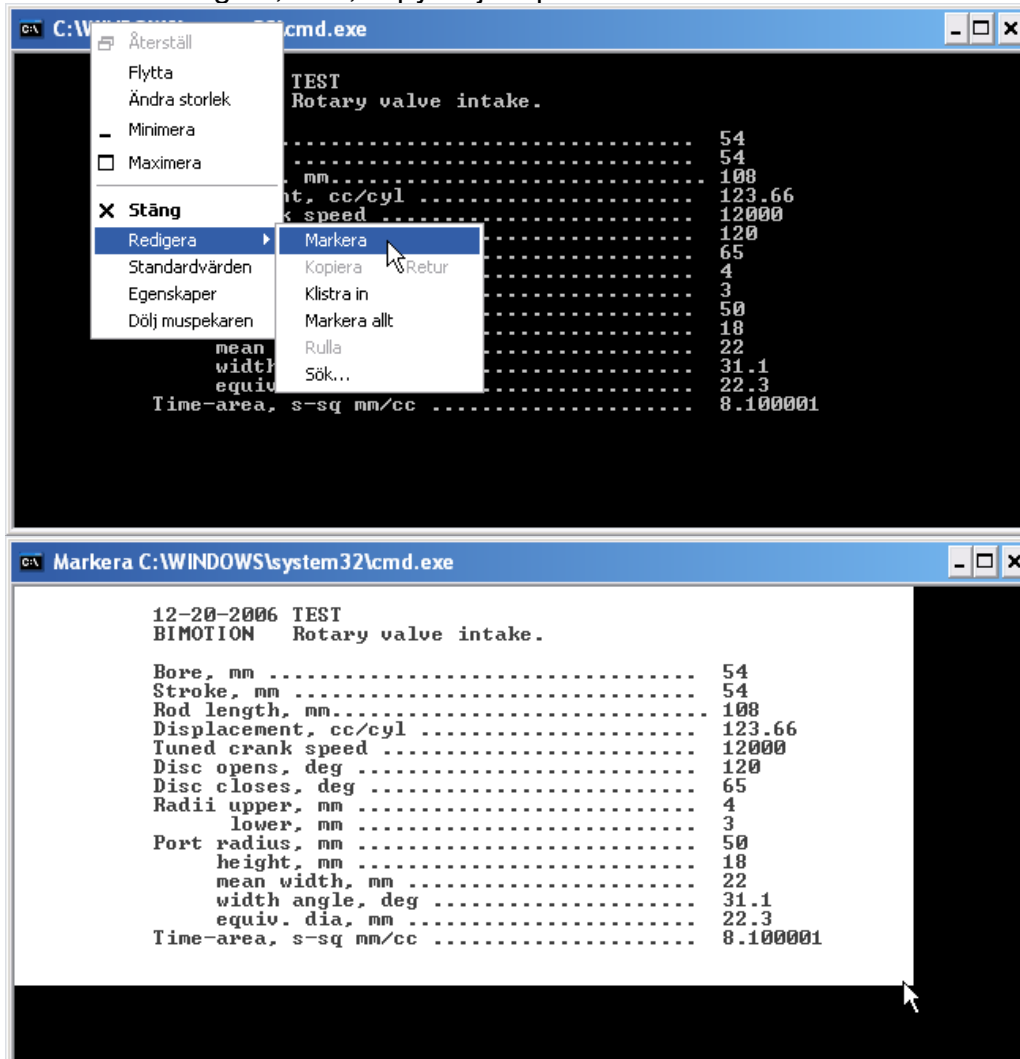 cmd.exe
Återställ
Flytta
Ändra storlek
Minimera
Maximera
Stäng
Redigera
Standardvärden
Egenskaper
Dölj muspekaren
Markera
Kopiera Retur
Klistra in
Markera allt
Rulla
Sök...
TEST
Rotary valve intake.
................................ 54
............................... 54
mm............................. 108
cc/cyl ...................... 123.66
speed ........................ 12000
......................... 120
......................... 65
......................... 4
......................... 3
......................... 50
......................... 18
mean ......................... 22
......................... 31.1
......................... 22.3
Time-area, s-sq mm/cc ..................... 8.100001
Markera C:\WINDOWS\system32\cmd.exe
12-20-2006 TEST
BIMOTION Rotary valve intake.
Bore, mm .................................. 54
Stroke, mm ................................ 54
Rod length, mm.............................. 108
Displacement, cc/cyl ...................... 123.66
Tuned crank speed ......................... 12000
Disc opens, deg ........................... 120
Disc closes, deg .......................... 65
Radii upper, mm ........................... 4
lower, mm ........................... 3
Port radius, mm ........................... 50
height, mm ........................... 18
mean width, mm ....................... 22
width angle, deg ..................... 31.1
equiv. dia, mm ....................... 22.3
Time-area, s-sq mm/cc ..................... 8.100001